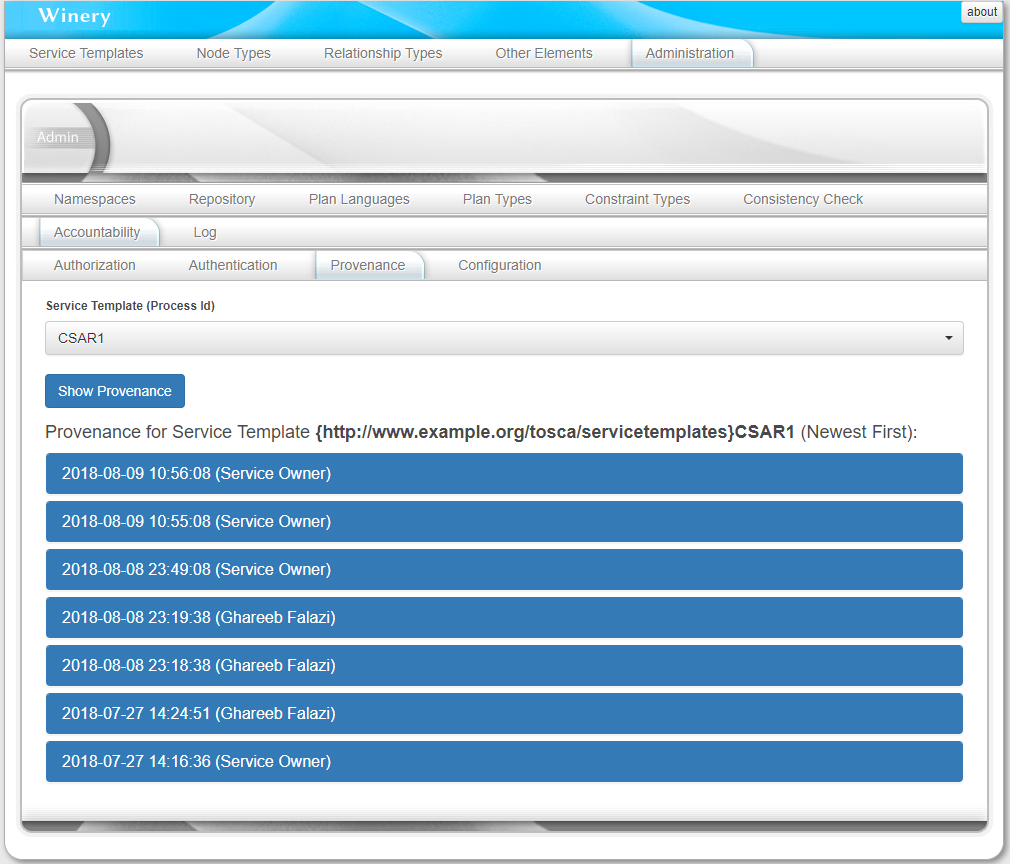 Winery
about
Service Templates Node Types Relationship Types Other Elements Administration
Admin
Namespaces Repository Plan Languages Plan Types Constraint Types Consistency Check
Accountability Log
Authorization Authentication Provenance Configuration
Service Template (Process Id)
CSAR1
Show Provenance
Provenance for Service Template {http://www.example.org/tosca/servicetemplates}CSAR1 (Newest First):
2018-08-09 10:56:08 (Service Owner)
2018-08-09 10:55:08 (Service Owner)
2018-08-08 23:49:08 (Service Owner)
2018-08-08 23:19:38 (Ghareeb Falazi)
2018-08-08 23:18:38 (Ghareeb Falazi)
2018-07-27 14:24:51 (Ghareeb Falazi)
2018-07-27 14:16:36 (Service Owner)